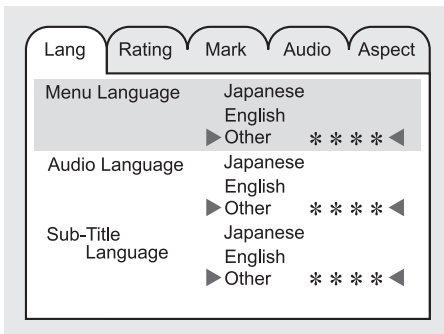 Lang Rating Mark Audio Aspect
Menu Language Japanese
English
▶Other ＊＊＊＊◀
Audio Language Japanese
English
▶Other ＊＊＊＊◀
Sub-Title Japanese
Language English
▶Other ＊＊＊＊◀